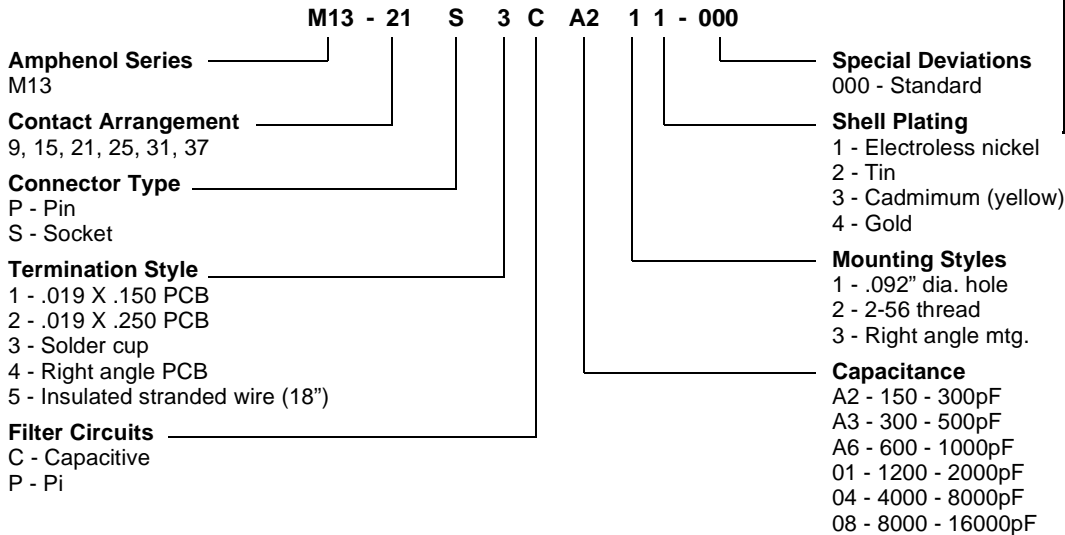 M13 - 21 S 3 C A2 1 1 - 000
Amphenol Series
M13
Contact Arrangement
9, 15, 21, 25, 31, 37
Connector Type
P - Pin
S - Socket
Termination Style
1 - .019 X .150 PCB
2 - .019 X .250 PCB
3 - Solder cup
4 - Right angle PCB
5 - Insulated stranded wire (18”)
Filter Circuits
C - Capacitive
P - Pi
Special Deviations
000 - Standard
Shell Plating
1 - Electroless nickel
2 - Tin
3 - Cadmimum (yellow)
4 - Gold
Mounting Styles
1 - .092” dia. hole
2 - 2-56 thread
3 - Right angle mtg.
Capacitance
A2 - 150 - 300pF
A3 - 300 - 500pF
A6 - 600 - 1000pF
01 - 1200 - 2000pF
04 - 4000 - 8000pF
08 - 8000 - 16000pF